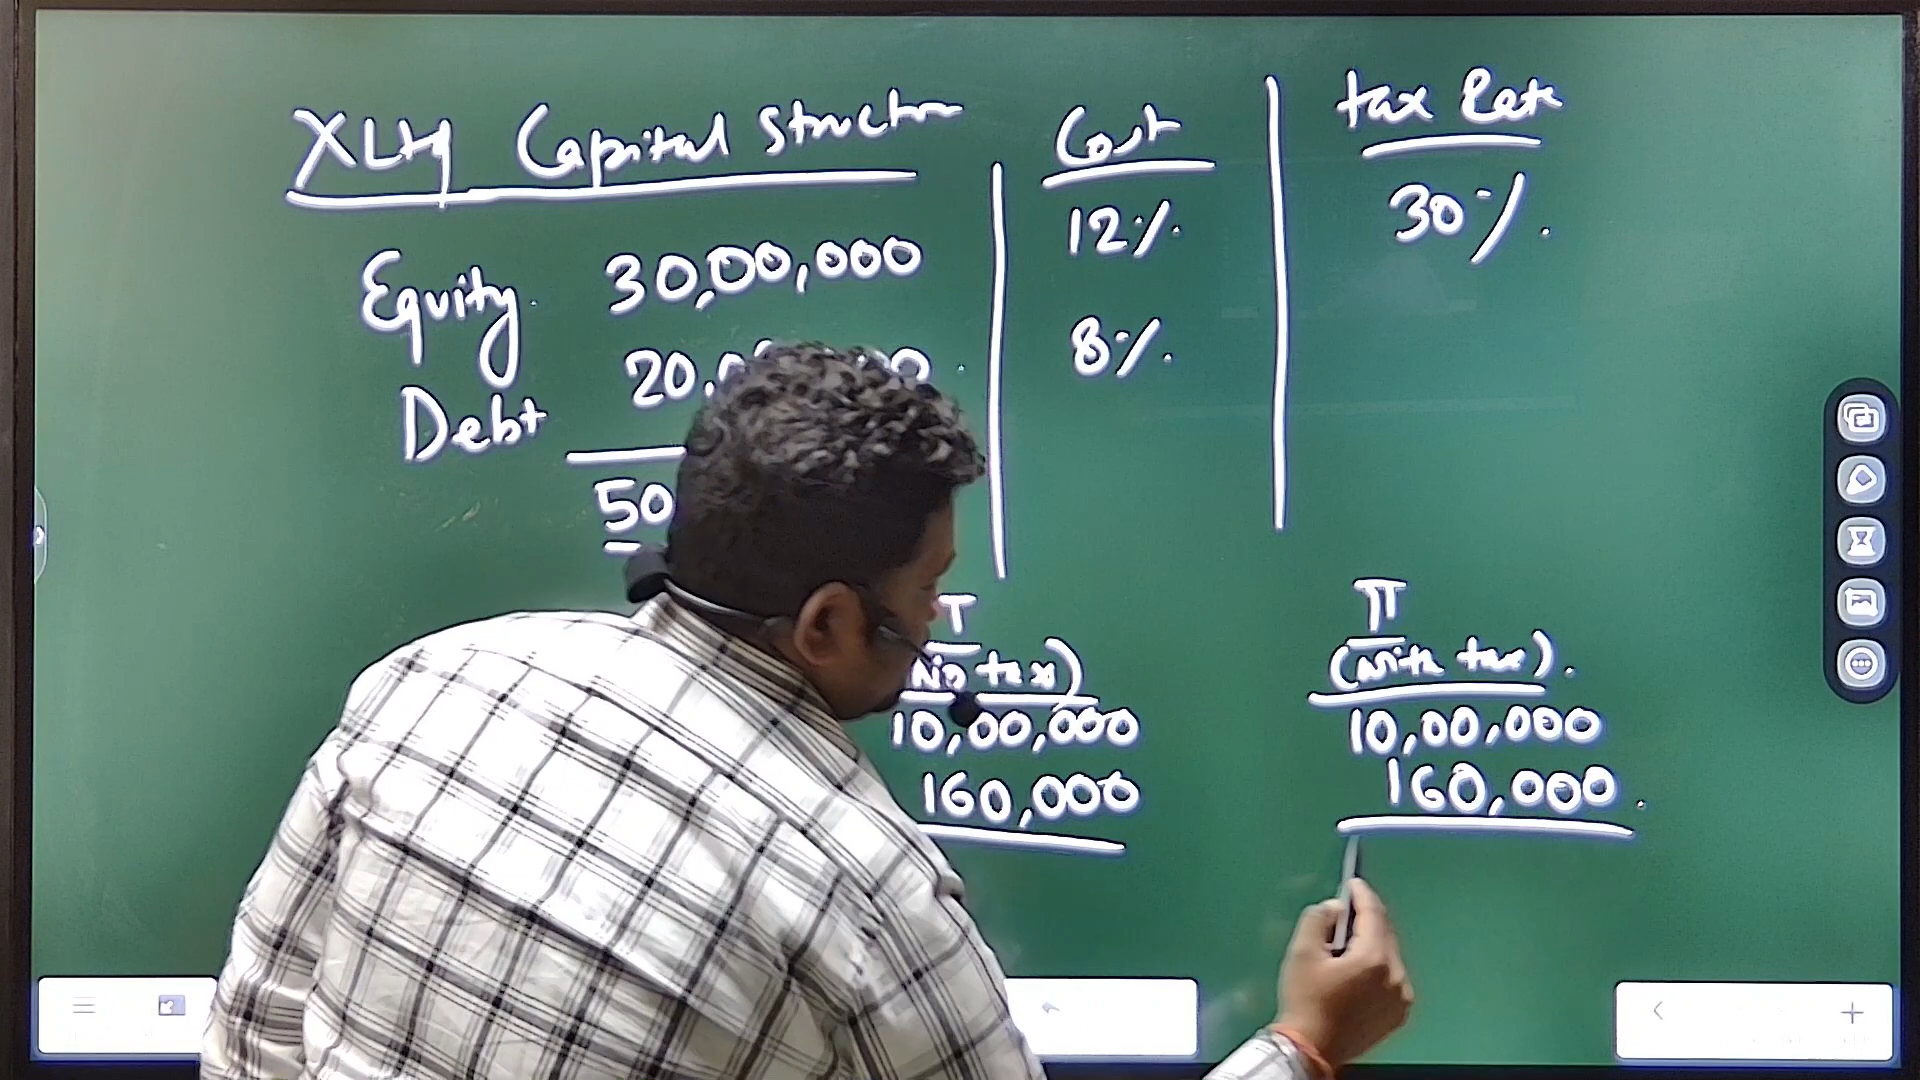 XLtd Capital Structure
Cost
tax Rate
Equity 30,00,000
12%.
30%.
Debt
8%.
50
I
(No tax)
II
(With tax).
10,00,000
10,00,000
160,000
160,000.